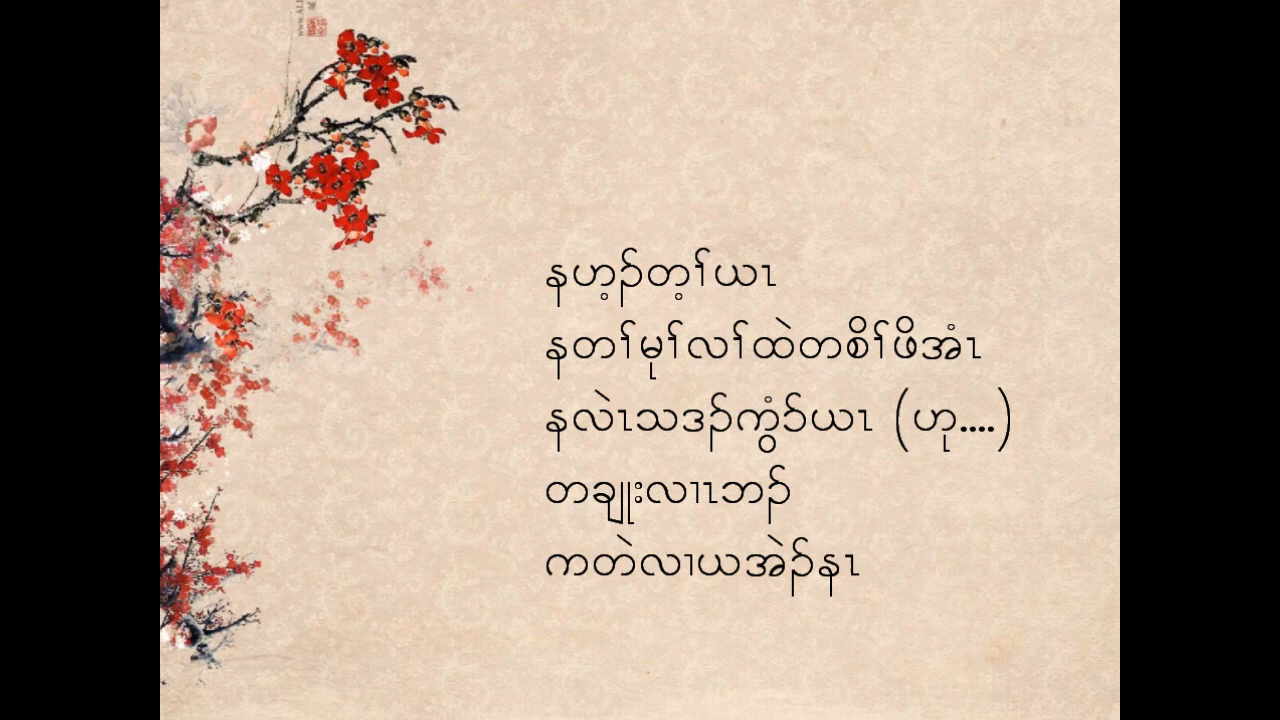 နဟ့ၣ်တ့ၢ်ယၤ
နတၢ်မုၢ်လၢ်ထဲတစိၢ်ဖိအံၤ
နလဲၤသဒၣ်ကွံၥ်ယၤ (ဟု....)
တချူးလၢၤဘၣ်
ကတဲလၢယအဲၣ်နၤ